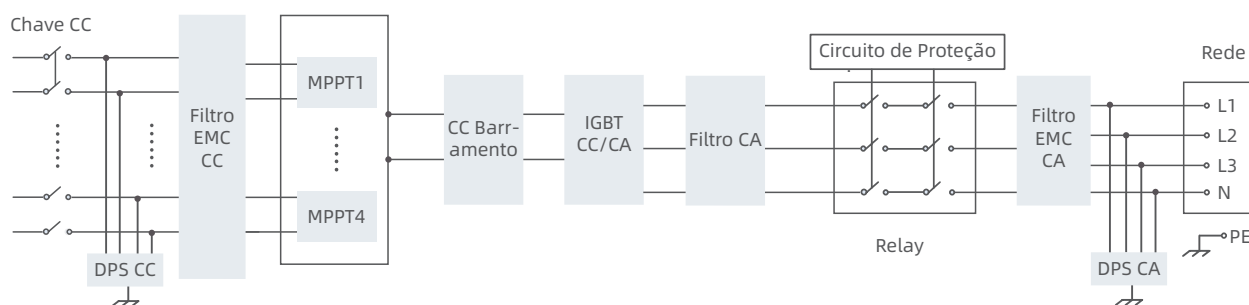 Chave CC
Filtro
EMC
CC
MPPT1
MPPT4
DPS CC
CC Barr-
amento
IGBT
CC/CA
Filtro CA
Circuito de Proteção
Relay
Filtro
EMC
CA
Rede
L1
L2
L3
N
PE
DPS CA